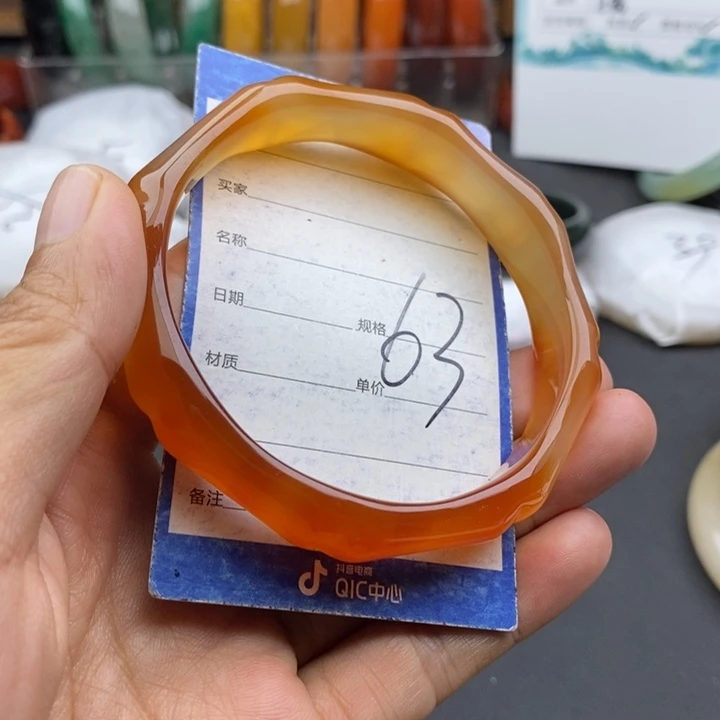 买家
名称
日期 规格 63
材质 单价
备注
抖音电商
QIC中心